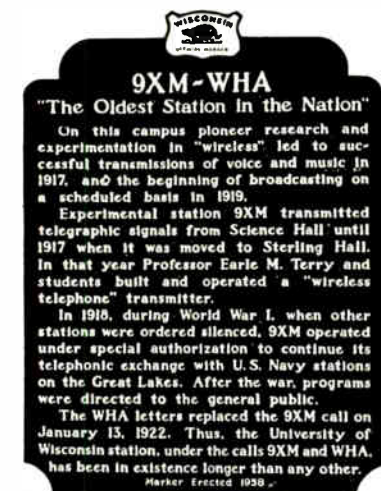 WISCONSIN
OFFICIAL MARKER
9XM-WHA
"The Oldest Station in the Nation"
On this campus pioneer research and
experimentation in "wireless" led to suc-
cessful transmissions of voice and music in
1917, and the beginning of broadcasting on
a scheduled basis in 1919.
Experimental station 9XM transmitted
telegraphic signals from Science Hall until
1917 when it was moved to Sterling Hall.
In that year Professor Earle M. Terry and
students built and operated a "wireless
telephone" transmitter.
In 1918, during World War I, when other
stations were ordered silenced, 9XM operated
under special authorization to continue its
telephonic exchange with U.S. Navy stations
on the Great Lakes. After the war, programs
were directed to the general public.
The WHA letters replaced the 9XM call on
January 13, 1922. Thus, the University of
Wisconsin station, under the calls 9XM and WHA,
has been in existence longer than any other.
Marker Erected 1958